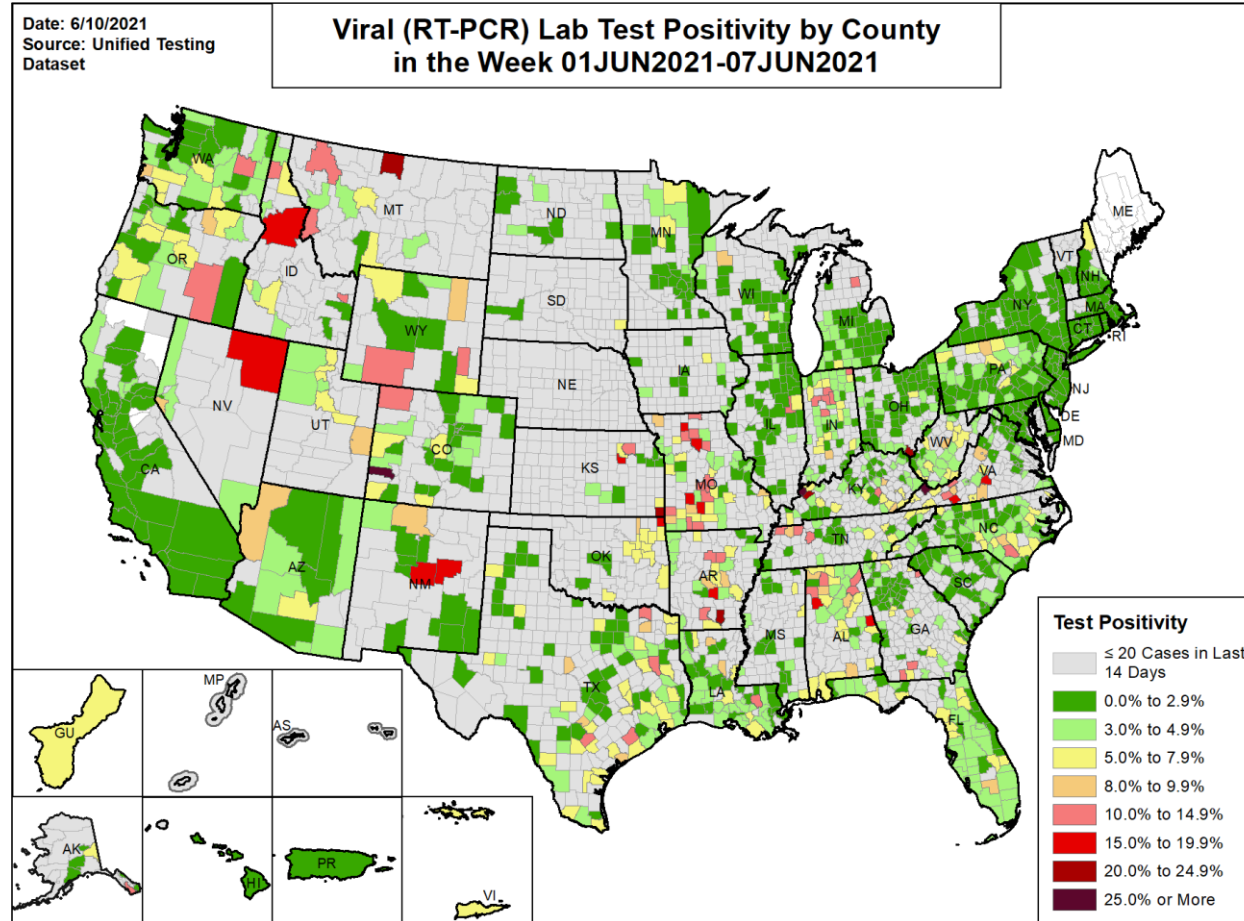 Date: 6/10/2021
Source: Unified Testing
Dataset
Viral (RT-PCR) Lab Test Positivity by County
in the Week 01JUN2021-07JUN2021
WA
MT
ND
MN
ME
OR
ID
WY
SD
WI
MI
VT
NH
NY
MA
CT
RI
NV
UT
CO
NE
IA
IL
IN
OH
PA
NJ
DE
MD
CA
KS
MO
KY
WV
VA
AZ
NM
OK
AR
TN
NC
SC
TX
LA
MS
AL
GA
FL
GU
MP
AS
AK
HI
PR
VI
Test Positivity
≤ 20 Cases in Last
14 Days
0.0% to 2.9%
3.0% to 4.9%
5.0% to 7.9%
8.0% to 9.9%
10.0% to 14.9%
15.0% to 19.9%
20.0% to 24.9%
25.0% or More